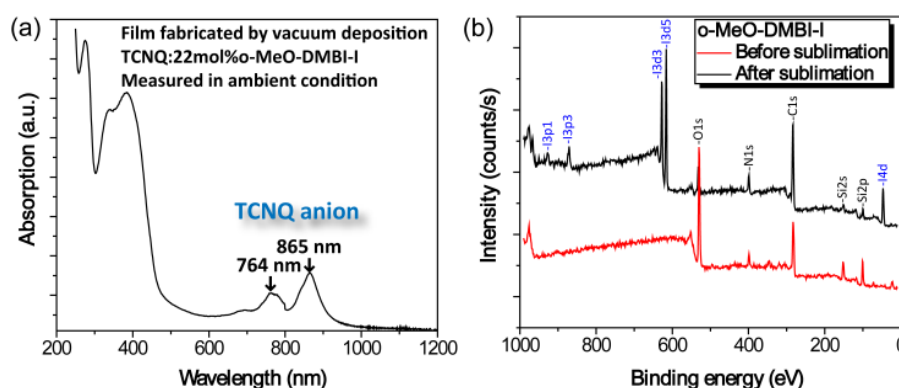 (a)
Film fabricated by vacuum deposition
TCNQ:22mol%o-MeO-DMBI-I
Measured in ambient condition
TCNQ anion
865 nm
764 nm
Absorption (a.u.)
200 400 600 800 1000 1200
Wavelength (nm)
(b)
o-MeO-DMBI-I
Before sublimation
After sublimation
-I3p1
-I3p3
-I3d3
-I3d5
-O1s
-N1s
-C1s
-Si2s
-Si2p
-I4d
Intensity (counts/s)
1000 800 600 400 200 0
Binding energy (eV)